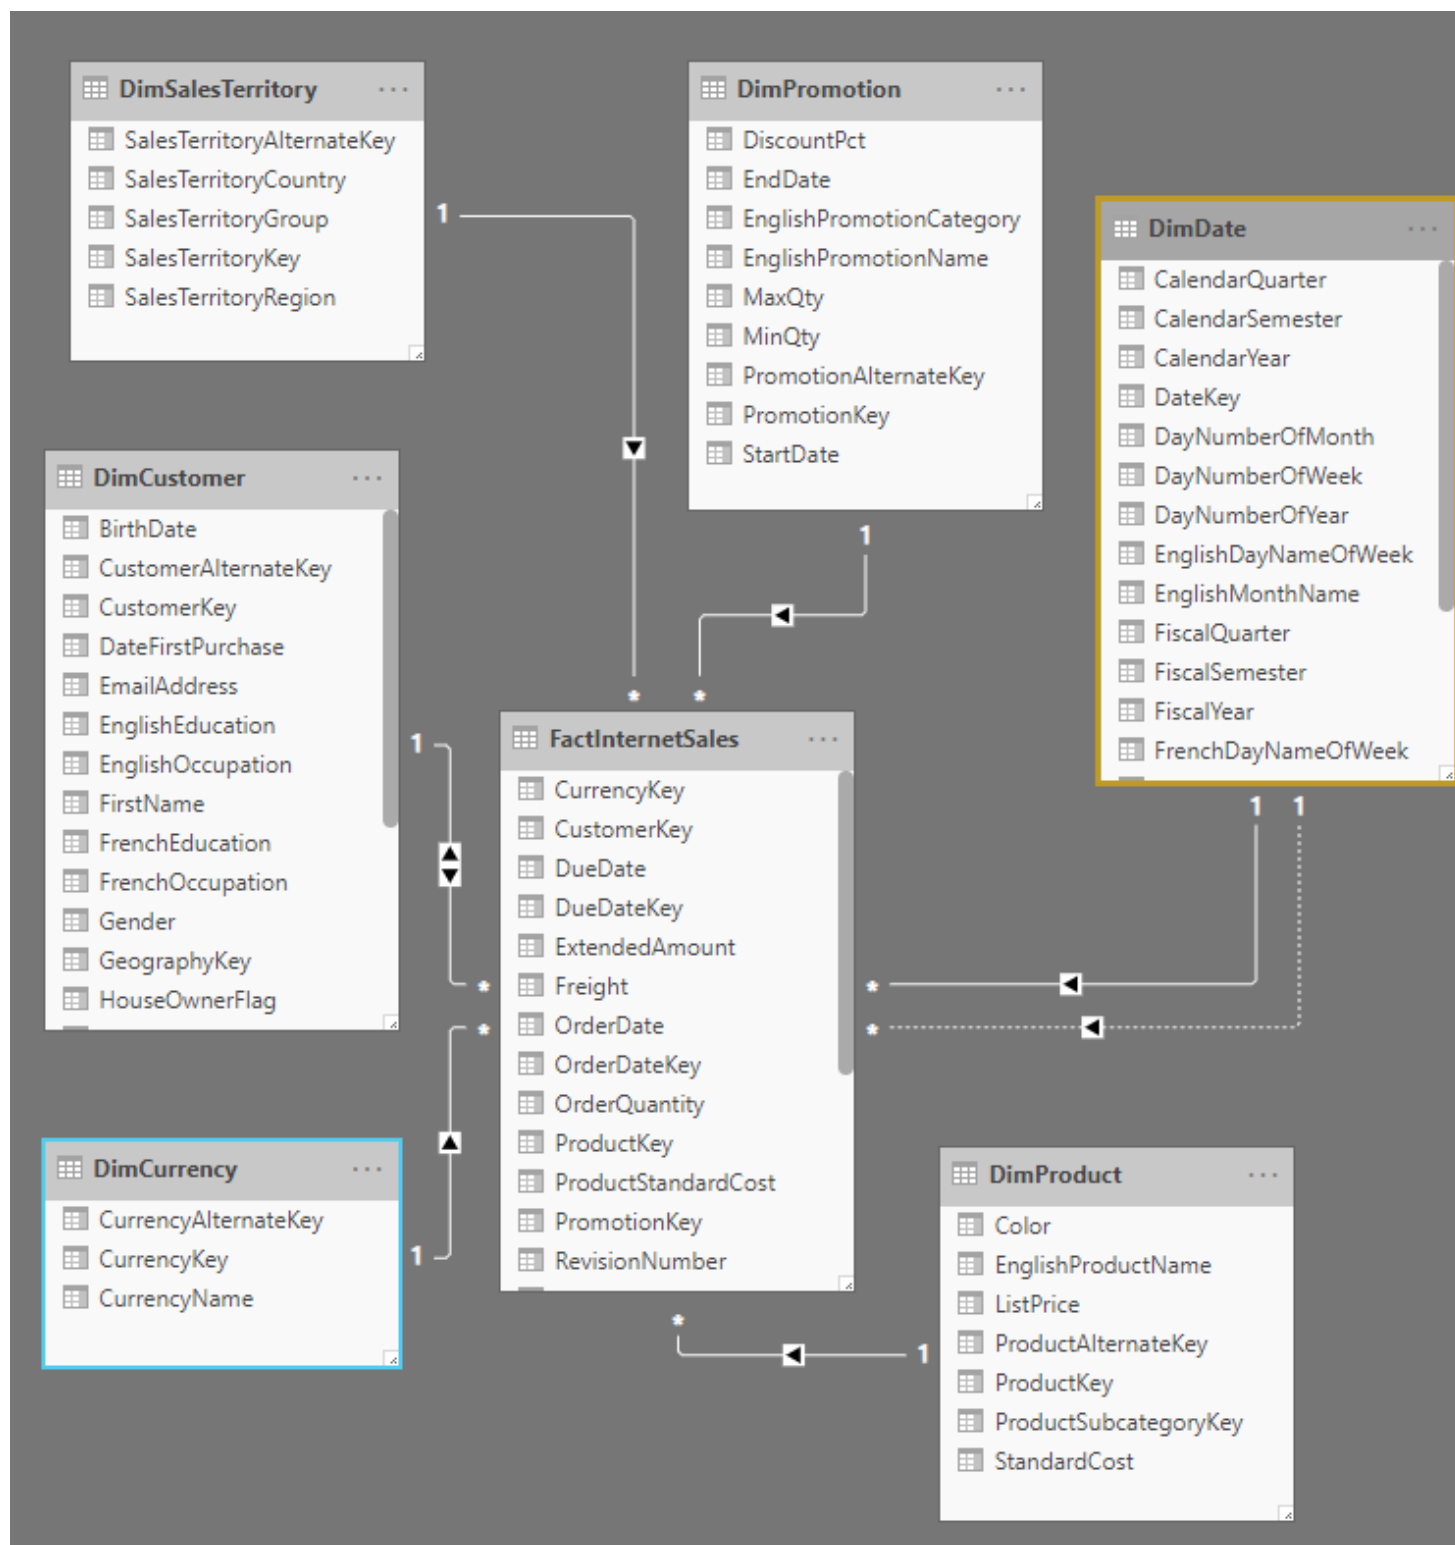 DimSalesTerritory
SalesTerritoryAlternateKey
SalesTerritoryCountry
SalesTerritoryGroup
SalesTerritoryKey
SalesTerritoryRegion
1
*
DimPromotion
DiscountPct
EndDate
EnglishPromotionCategory
EnglishPromotionName
MaxQty
MinQty
PromotionAlternateKey
PromotionKey
StartDate
1
*
DimDate
CalendarQuarter
CalendarSemester
CalendarYear
DateKey
DayNumberOfMonth
DayNumberOfWeek
DayNumberOfYear
EnglishDayNameOfWeek
EnglishMonthName
FiscalQuarter
FiscalSemester
FiscalYear
FrenchDayNameOfWeek
1 1
*
*
DimCustomer
BirthDate
CustomerAlternateKey
CustomerKey
DateFirstPurchase
EmailAddress
EnglishEducation
EnglishOccupation
FirstName
FrenchEducation
FrenchOccupation
Gender
GeographyKey
HouseOwnerFlag
1
*
FactInternetSales
CurrencyKey
CustomerKey
DueDate
DueDateKey
ExtendedAmount
Freight
OrderDate
OrderDateKey
OrderQuantity
ProductKey
ProductStandardCost
PromotionKey
RevisionNumber
DimCurrency
CurrencyAlternateKey
CurrencyKey
CurrencyName
1
*
DimProduct
Color
EnglishProductName
ListPrice
ProductAlternateKey
ProductKey
ProductSubcategoryKey
StandardCost
1
*